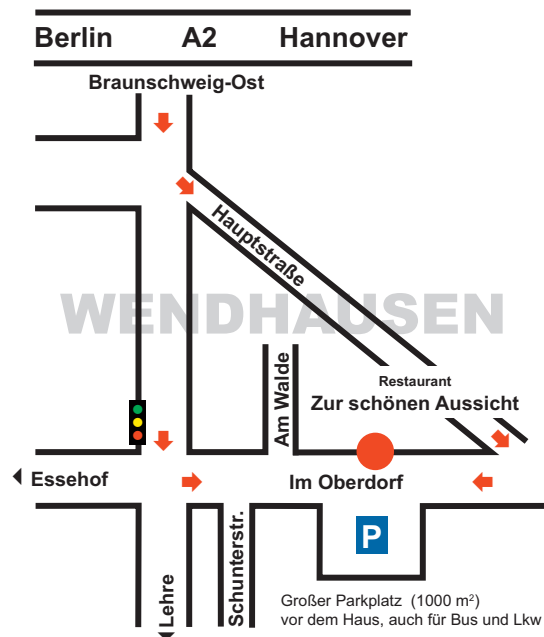 Berlin A2 Hannover
Braunschweig-Ost
Hauptstraße
WENDHAUSEN
Am Walde
Restaurant
Zur schönen Aussicht
Essehof
Im Oberdorf
P
Schunterstr.
Lehre
Großer Parkplatz (1000 m²)
vor dem Haus, auch für Bus und Lkw